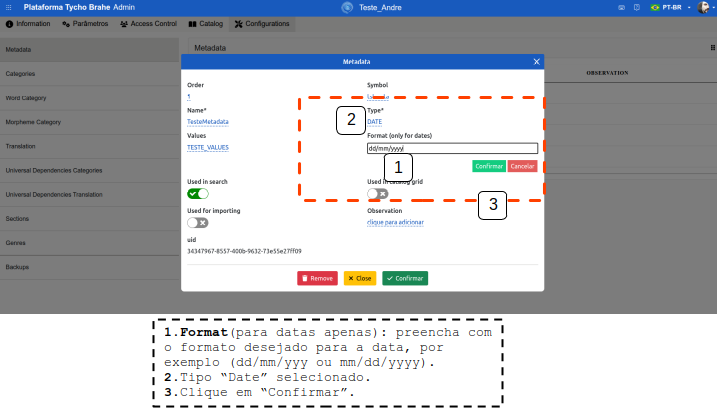 Plataforma Tycho Brahe Admin
Teste_Andre
PT-BR
Information
Parâmetros
Access Control
Catalog
Configurations
Metadata
Metadata
Categories
OBSERVATION
Word Category
Morpheme Category
Translation
Universal Dependencies Categories
Universal Dependencies Translation
Sections
Genres
Backups
Metadata
Order
Symbol
Name*
Type*
TesteMetadata
DATE
Values
Format (only for dates)
TESTE_VALUES
dd/mm/yyyy
Confirmar
Cancelar
Used in search
Used in catalog grid
Used for importing
Observation
clique para adicionar
uid
34347967-8557-400b-9632-73e55e27ff09
Remove
Close
Confirmar
2
1
3
1.Format(para datas apenas): preencha com
o formato desejado para a data, por
exemplo (dd/mm/yyy ou mm/dd/yyyy).
2.Tipo “Date” selecionado.
3.Clique em “Confirmar”.